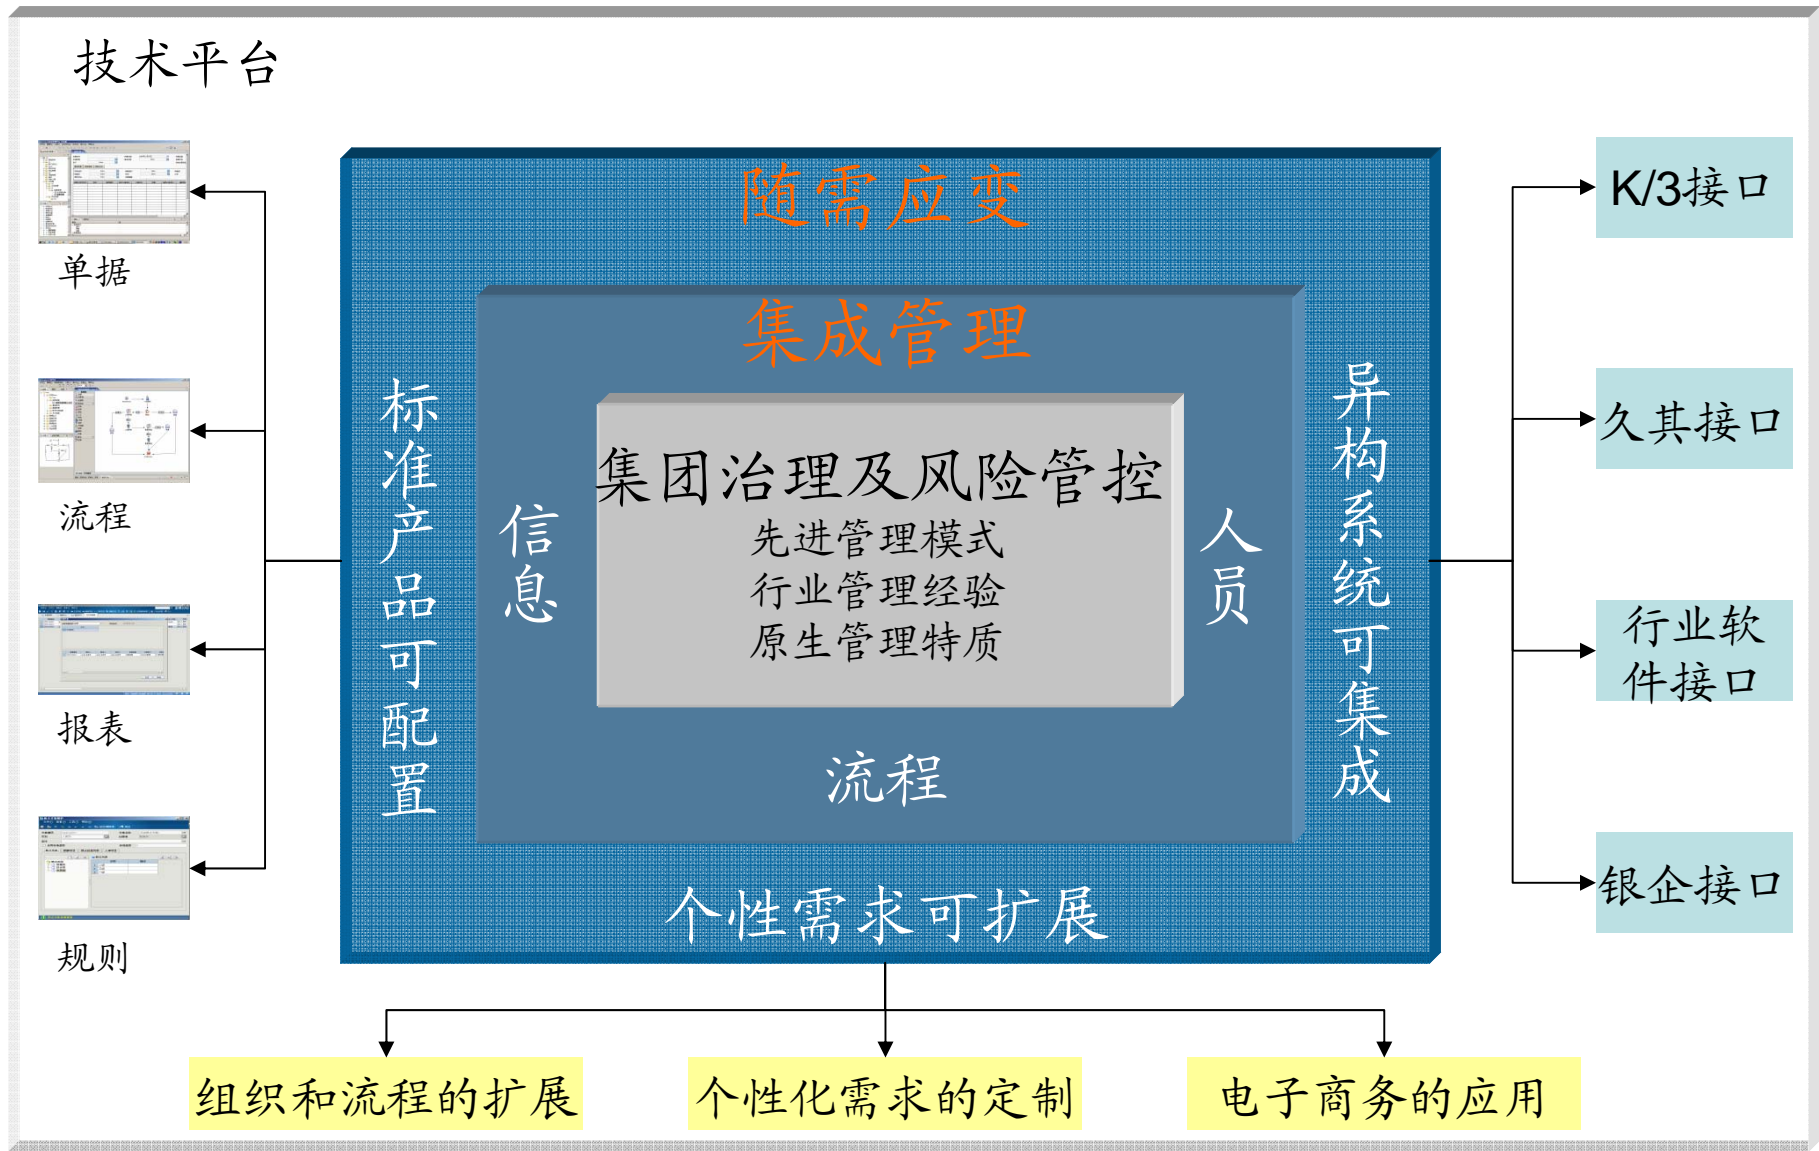 技术平台
单据
流程
报表
规则
随需应变
集成管理
标准产品可配置
信息
集团治理及风险管控
先进管理模式
行业管理经验
原生管理特质
人员
流程
异构系统可集成
个性需求可扩展
K/3接口
久其接口
行业软
件接口
银企接口
组织和流程的扩展
个性化需求的定制
电子商务的应用